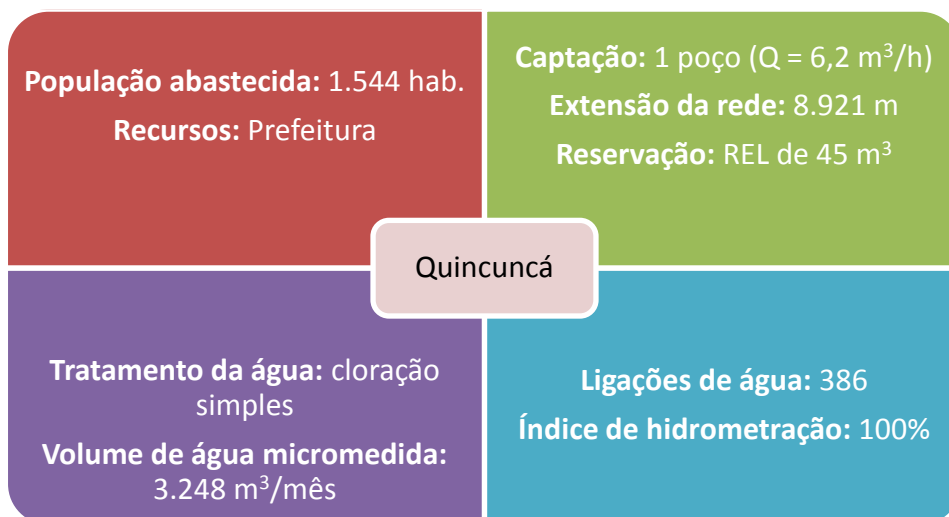 População abastecida: 1.544 hab.
Recursos: Prefeitura
Captação: 1 poço (Q = 6,2 m³/h)
Extensão da rede: 8.921 m
Reservação: REL de 45 m³
Quincuncá
Tratamento da água: cloração
simples
Volume de água micromedida:
3.248 m³/mês
Ligações de água: 386
Índice de hidrometração: 100%